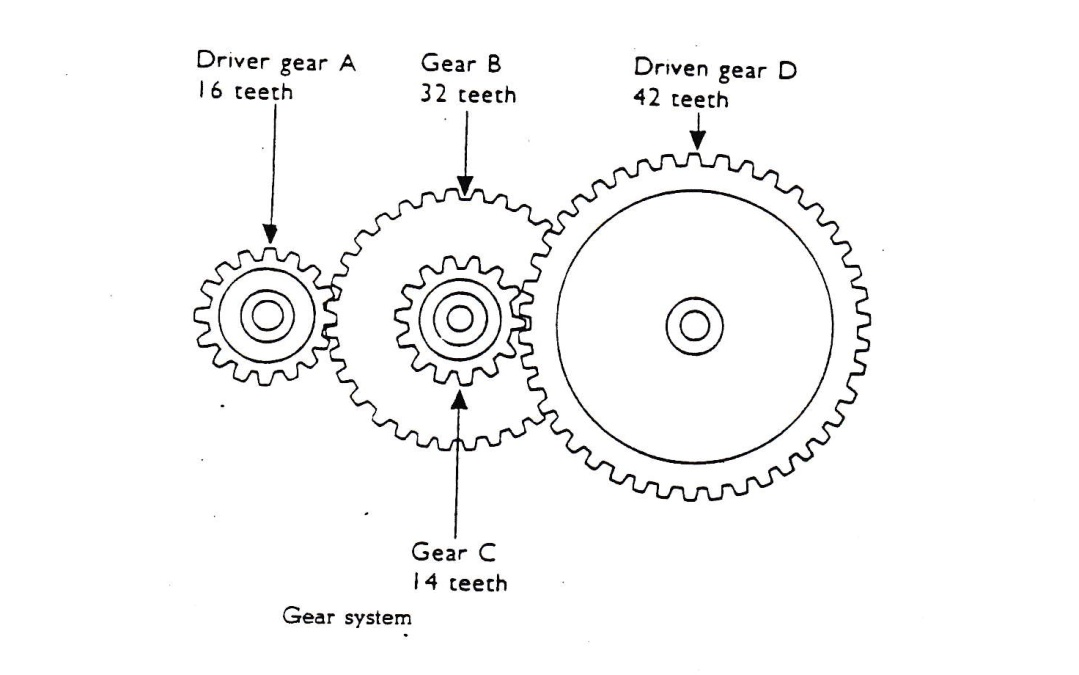 Driver gear A
16 teeth
Gear B
32 teeth
Driven gear D
42 teeth
Gear C
14 teeth
Gear system